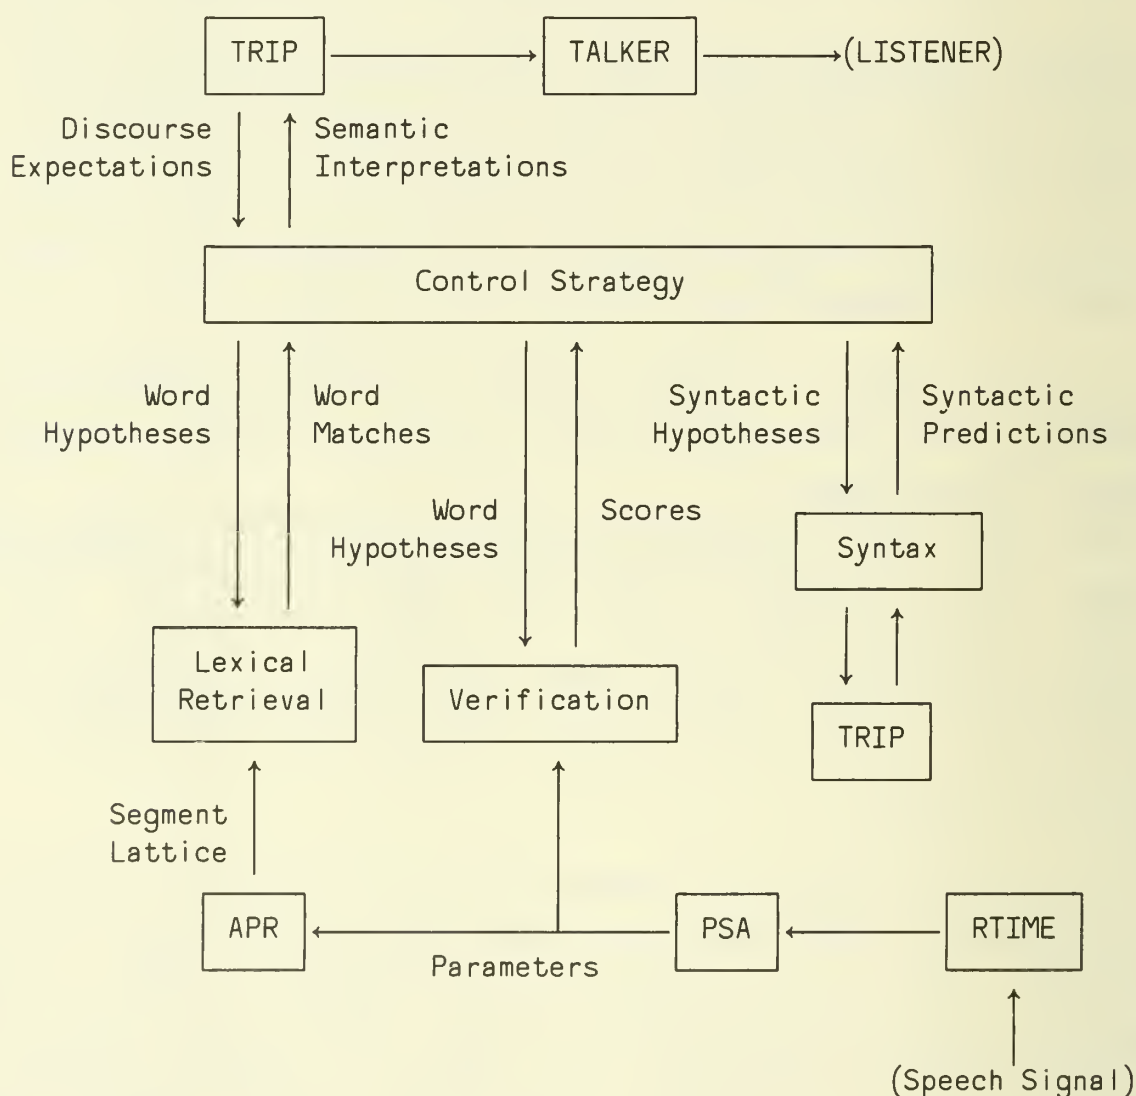 TRIP
TALKER
(LISTENER)
Discourse
Expectations
Semantic
Interpretations
Control Strategy
Word
Hypotheses
Word
Matches
Word
Hypotheses
Scores
Syntactic
Hypotheses
Syntactic
Predictions
Syntax
Lexical
Retrieval
Verification
TRIP
Segment
Lattice
APR
Parameters
PSA
RTIME
(Speech Signal)